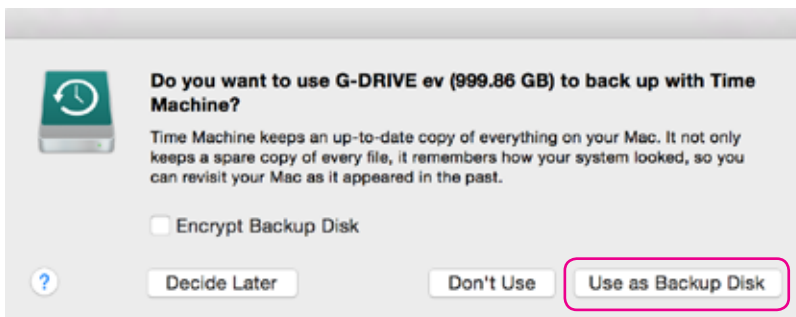 Do you want to use G-DRIVE ev (999.86 GB) to back up with Time
Machine?
Time Machine keeps an up-to-date copy of everything on your Mac. It not only
keeps a spare copy of every file, it remembers how your system looked, so you
can revisit your Mac as it appeared in the past.
Encrypt Backup Disk
? Decide Later Don't Use Use as Backup Disk